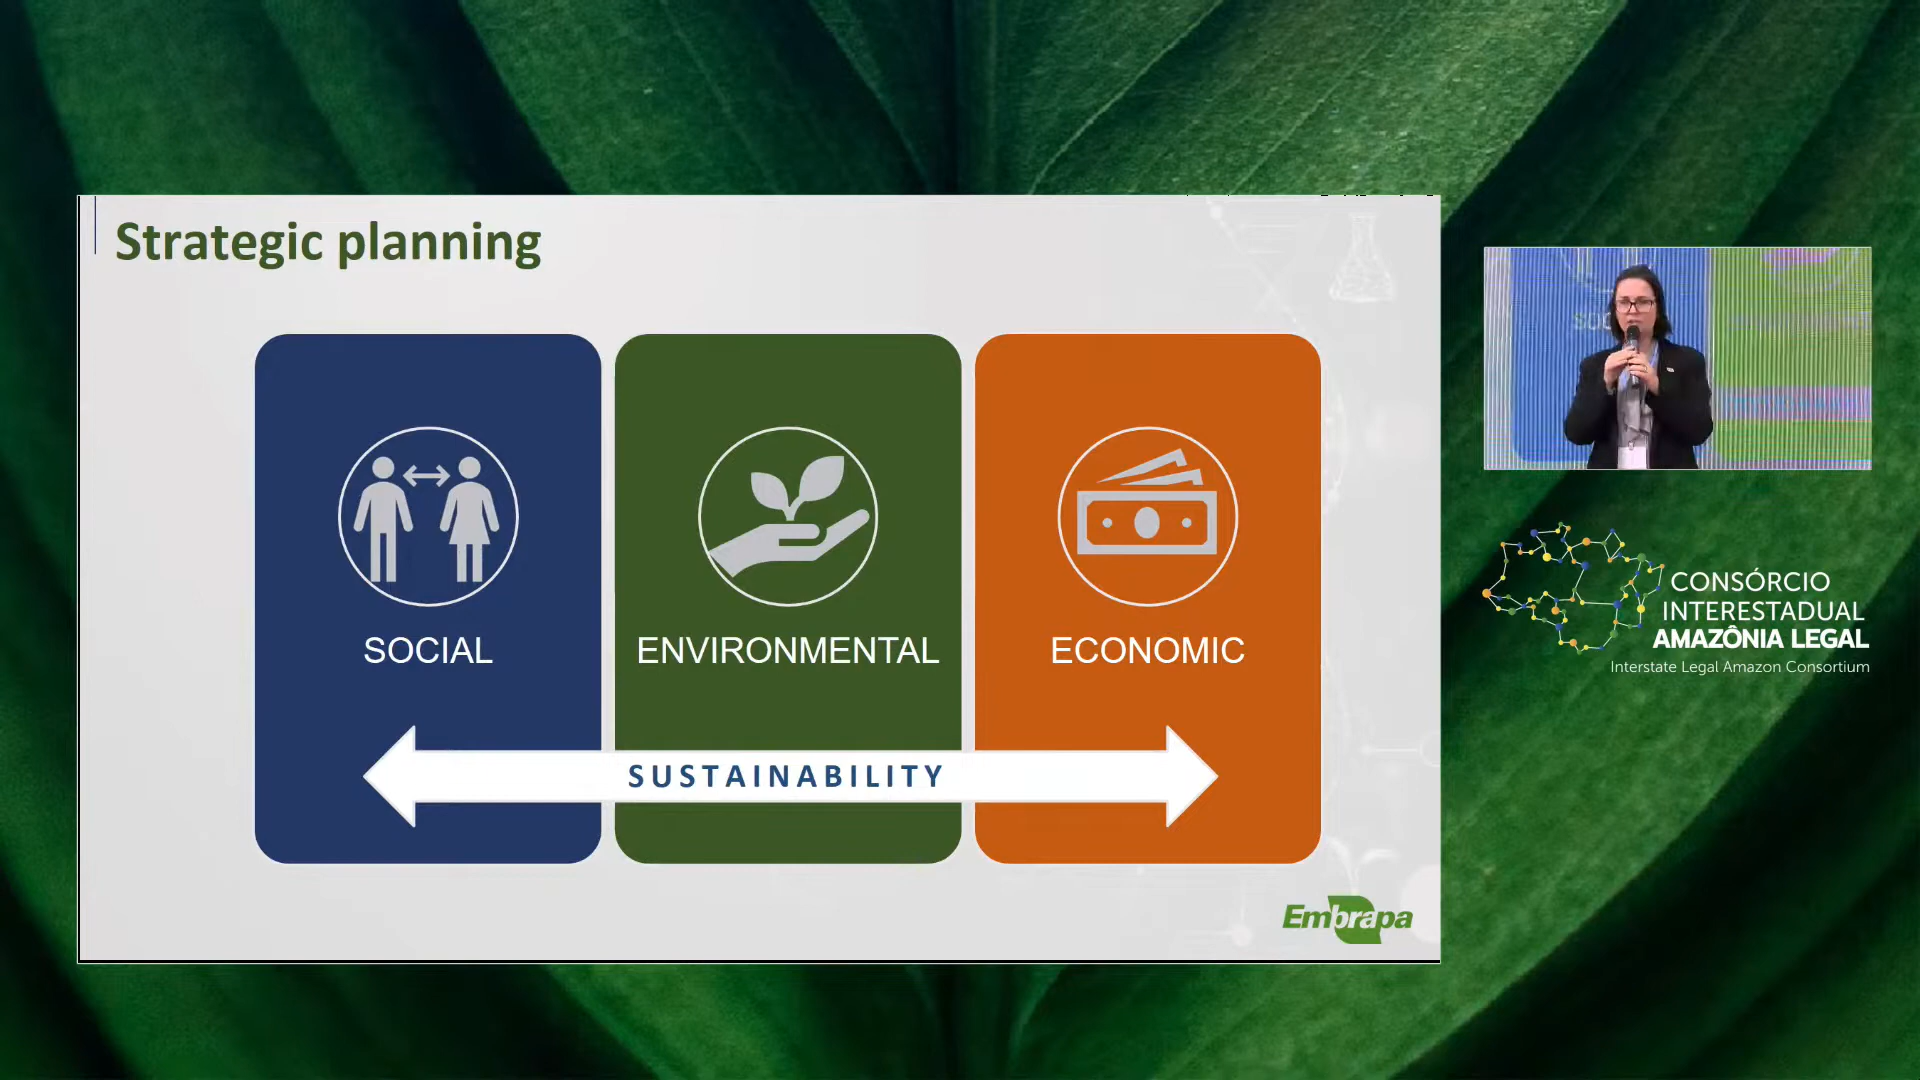 Strategic planning
SOCIAL
ENVIRONMENTAL
ECONOMIC
SUSTAINABILITY
Embrapa
CONSÓRCIO
INTERESTADUAL
AMAZÔNIA LEGAL
Interstate Legal Amazon Consortium